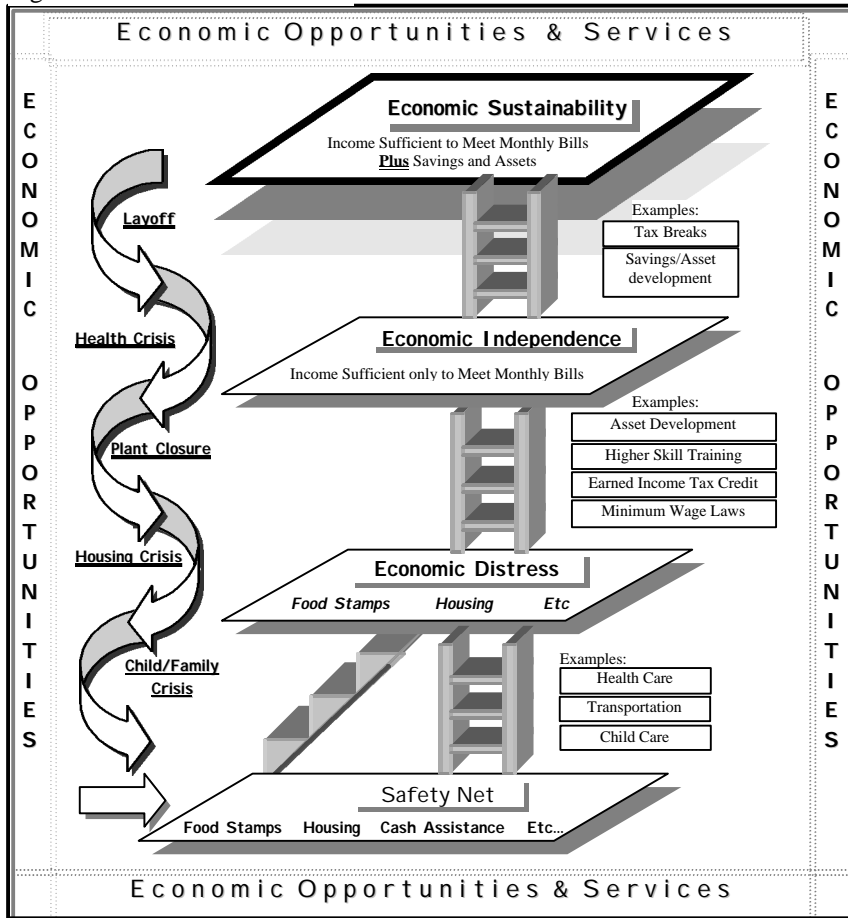 Economic Opportunities & Services
ECONOMIC OPPORTUNITIES
Economic Sustainability
Income Sufficient to Meet Monthly Bills
Plus Savings and Assets
Layoff
Examples:
Tax Breaks
Savings/Asset
development
Health Crisis
Economic Independence
Income Sufficient only to Meet Monthly Bills
Examples:
Asset Development
Higher Skill Training
Earned Income Tax Credit
Minimum Wage Laws
Plant Closure
Housing Crisis
Economic Distress
Food Stamps Housing Etc
Child/Family
Crisis
Examples:
Health Care
Transportation
Child Care
Safety Net
Food Stamps Housing Cash Assistance Etc...
ECONOMIC OPPORTUNITIES
Economic Opportunities & Services